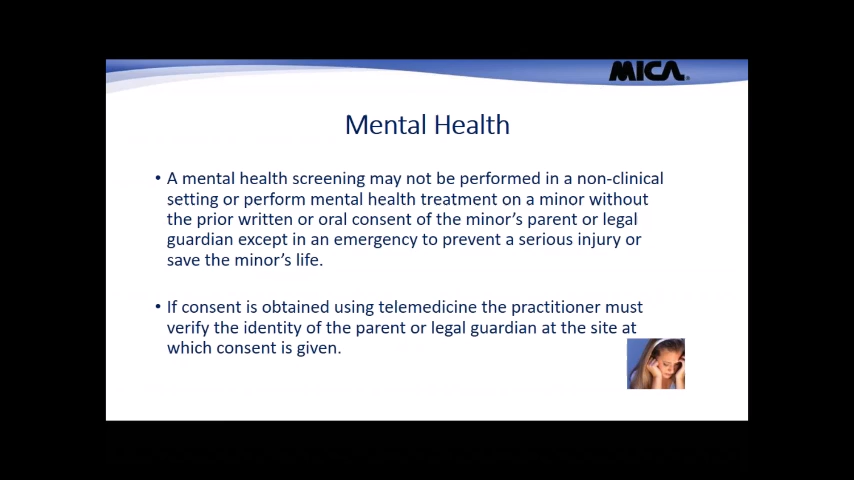 MICA®
Mental Health
• A mental health screening may not be performed in a non-clinical
setting or perform mental health treatment on a minor without
the prior written or oral consent of the minor's parent or legal
guardian except in an emergency to prevent a serious injury or
save the minor's life.
• If consent is obtained using telemedicine the practitioner must
verify the identity of the parent or legal guardian at the site at
which consent is given.